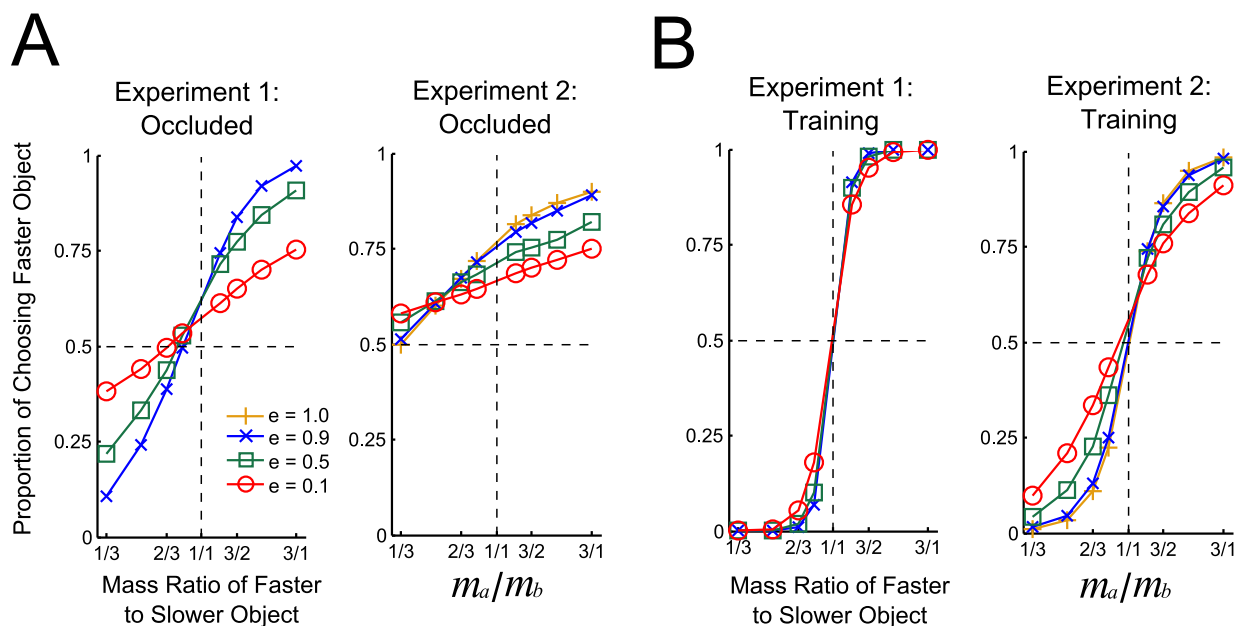 A
B
Experiment 1:
Occluded
Experiment 2:
Occluded
Experiment 1:
Training
Experiment 2:
Training
Proportion of Choosing Faster Object
1
0.75
0.5
0.25
0
1/3
2/3
1/1
3/2
3/1
Mass Ratio of Faster
to Slower Object
e = 1.0
e = 0.9
e = 0.5
e = 0.1
1
0.75
0.5
0.25
0
1/3
2/3
1/1
3/2
3/1
ma/mb
1
0.75
0.5
0.25
0
1/3
2/3
1/1
3/2
3/1
Mass Ratio of Faster
to Slower Object
1
0.75
0.5
0.25
0
1/3
2/3
1/1
3/2
3/1
ma/mb